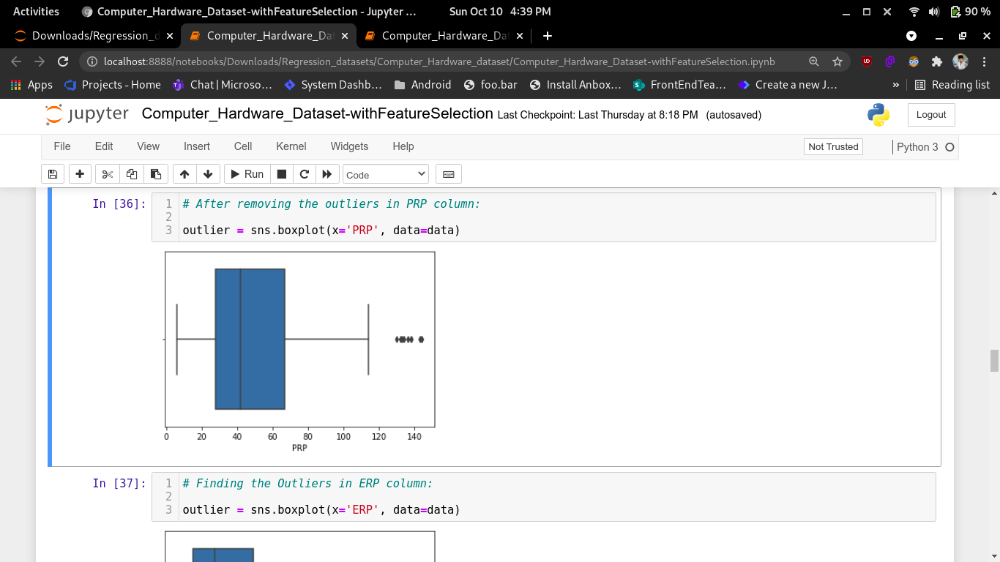 Activities Computer_Hardware_Dataset-withFeatureSelection - Jupyter ... Sun Oct 10 4:39 PM 90 %
Downloads/Regression_d Computer_Hardware_Dat Computer_Hardware_Dat
localhost:8888/notebooks/Downloads/Regression_datasets/Computer_Hardware_dataset/Computer_Hardware_Dataset-withFeatureSelection.ipynb
Apps Projects - Home Chat | Microso... System Dashb... Android foo.bar Install Anbox... FrontEndTea... Create a new J... » Reading list
jupyter Computer_Hardware_Dataset-withFeatureSelection Last Checkpoint: Last Thursday at 8:18 PM (autosaved) Logout
File Edit View Insert Cell Kernel Widgets Help Not Trusted Python 3
Run Code
In [36]: 1 # After removing the outliers in PRP column:
2
3 outlier = sns.boxplot(x='PRP', data=data)
0 20 40 60 80 100 120 140
PRP
In [37]: 1 # Finding the Outliers in ERP column:
2
3 outlier = sns.boxplot(x='ERP', data=data)